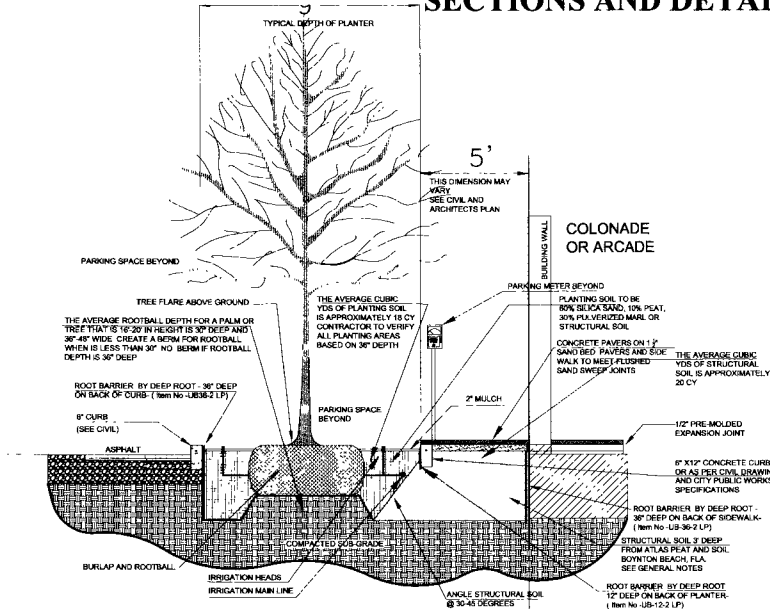 SECTIONS AND DETAI
9'
TYPICAL DEPTH OF PLANTER
5'
THIS DIMENSION MAY
VARY
SEE CIVIL AND
ARCHITECTS PLAN
BUILDING WALL
COLONADE
OR ARCADE
PARKING SPACE BEYOND
PARKING METER BEYOND
TREE FLARE ABOVE GROUND
THE AVERAGE CUBIC
YDS OF PLANTING SOIL
IS APPROXIMATELY 18 CY
CONTRACTOR TO VERIFY
ALL PLANTING AREAS
BASED ON 36" DEPTH
PLANTING SOIL TO BE
60% SILICA SAND, 10% PEAT,
30% PULVERIZED MARL OR
STRUCTURAL SOIL
THE AVERAGE ROOTBALL DEPTH FOR A PALM OR
TREE THAT IS 16'-20' IN HEIGHT IS 30" DEEP AND
36"-48" WIDE CREATE A BERM FOR ROOTBALL
WHEN IS LESS THAN 30" NO BERM IF ROOTBALL
DEPTH IS 36" DEEP
CONCRETE PAVERS ON
SAND BED PAVERS AND SIDE
WALK TO MEET FLUSHED
SAND SWEEP JOINTS
THE AVERAGE CUBIC
YDS OF STRUCTURAL
SOIL IS APPROXIMATELY
20 CY
ROOT BARRIER BY DEEP ROOT - 36" DEEP
ON BACK OF CURB- ( Item No -UB36-2 LP)
2" MULCH
PARKING SPACE
BEYOND
6" CURB
(SEE CIVIL)
1/2" PRE-MOLDED
EXPANSION JOINT
ASPHALT
6" X12" CONCRETE CURB
OR AS PER CIVIL DRAWIN
AND CITY PUBLIC WORKS
SPECIFICATIONS
ROOT BARRIER BY DEEP ROOT -
36" DEEP ON BACK OF SIDEWALK-
( Item No -UB-36-2 LP)
COMPACTED SUB-GRADE
STRUCTURAL SOIL 3' DEEP
FROM ATLAS PEAT AND SOIL
BOYNTON BEACH, FLA.
SEE GENERAL NOTES
BURLAP AND ROOTBALL
IRRIGATION HEADS
IRRIGATION MAIN LINE
ANGLE STRUCTURAL SOIL
@ 30-45 DEGREES
ROOT BARRIER BY DEEP ROOT
12" DEEP ON BACK OF PLANTER-
( Item No -UB-12-2 LP)